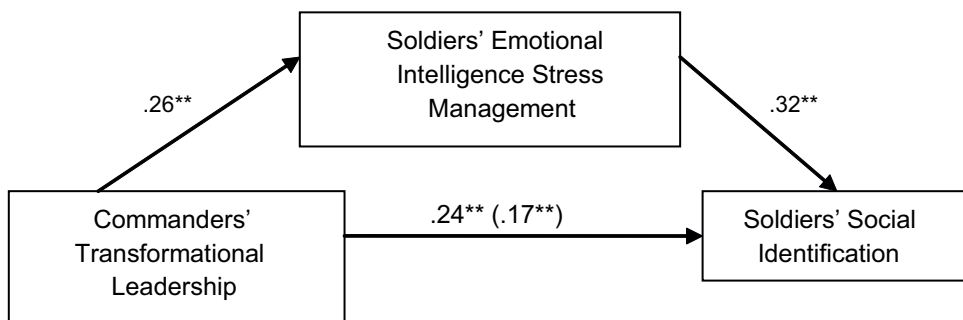 Soldiers’ Emotional
Intelligence Stress
Management
.26**
.32**
Commanders’
Transformational
Leadership
.24** (.17**)
Soldiers’ Social
Identification